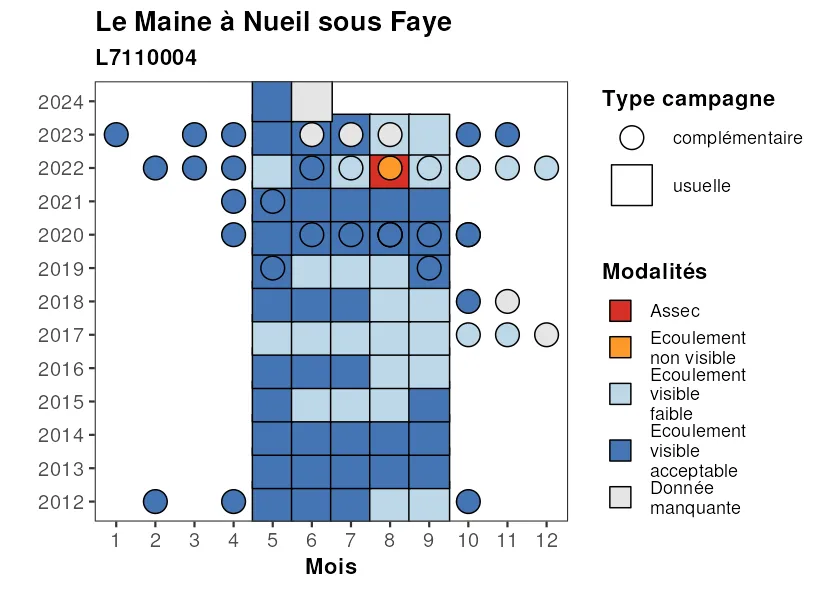 Le Maine à Nueil sous Faye
L7110004
2024
2023
2022
2021
2020
2019
2018
2017
2016
2015
2014
2013
2012
1 2 3 4 5 6 7 8 9 10 11 12
Mois
Type campagne
complémentaire
usuelle
Modalités
Assec
Ecoulement
non visible
Ecoulement
visible
faible
Ecoulement
visible
acceptable
Donnée
manquante